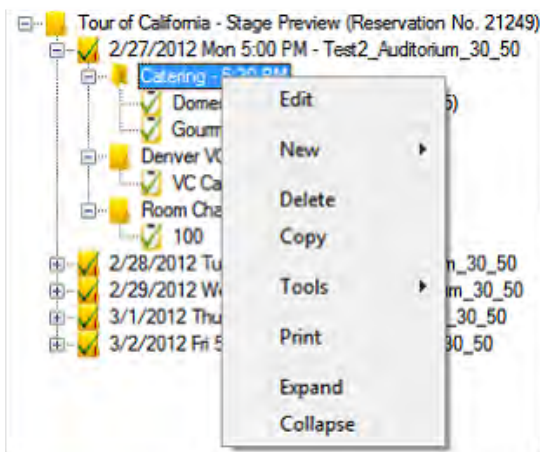 Tour of California - Stage Preview (Reservation No. 21249)
2/27/2012 Mon 5:00 PM - Test2_Auditorium_30_50
Catering - 5:30 PM
Edit
5)
New
Denver VC
VC Ca
Delete
Room Cha
100
Copy
2/28/2012 Tu
_30_50
2/29/2012 We
Tools
m_30_50
3/1/2012 Thu
_30_50
3/2/2012 Fri 5
Print
30_50
Expand
Collapse